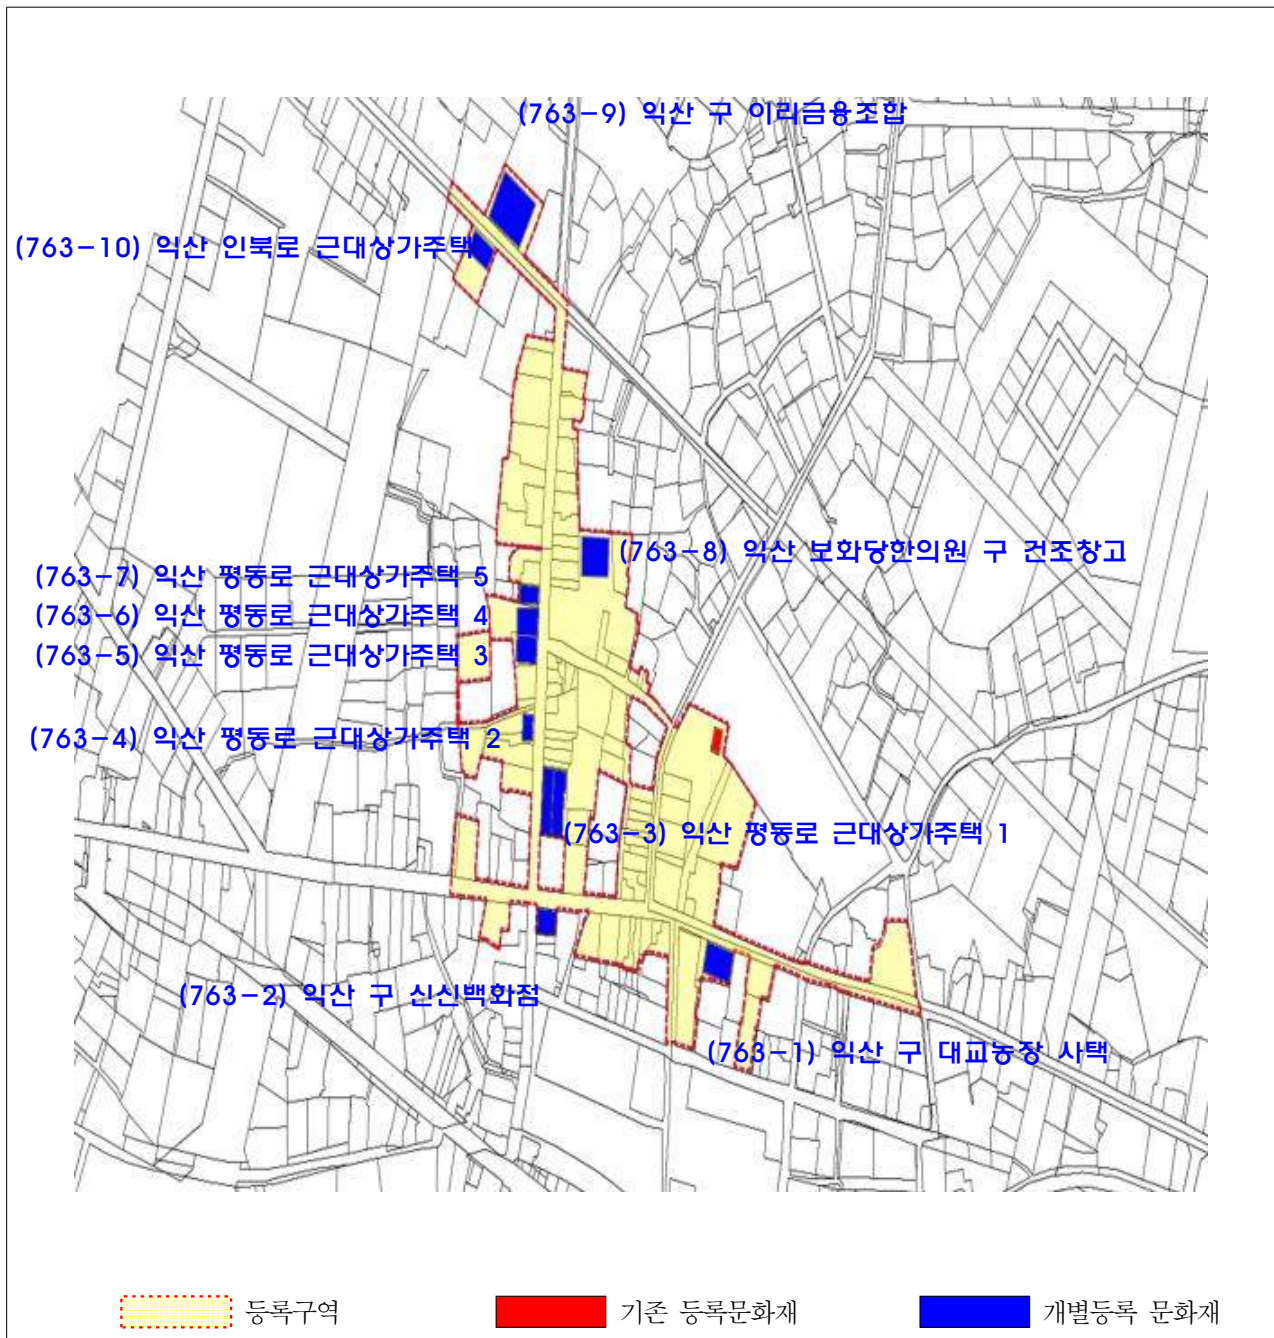 (763-9) 익산 구 이리금융조합
(763-10) 익산 인북로 근대상가주택
(763-8) 익산 보화당한의원 구 건조창고
(763-7) 익산 평동로 근대상가주택 5
(763-6) 익산 평동로 근대상가주택 4
(763-5) 익산 평동로 근대상가주택 3
(763-4) 익산 평동로 근대상가주택 2
(763-3) 익산 평동로 근대상가주택 1
(763-2) 익산 구 신신백화점
(763-1) 익산 구 대교농장 사택
등록구역
기존 등록문화재
개별등록 문화재